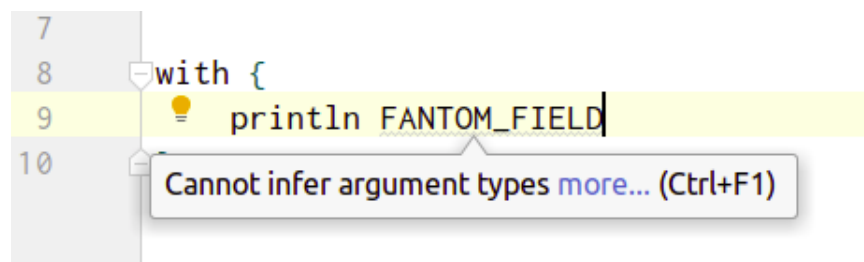 7
8 with {
9 println FANTOM_FIELD
10
Cannot infer argument types more... (Ctrl+F1)